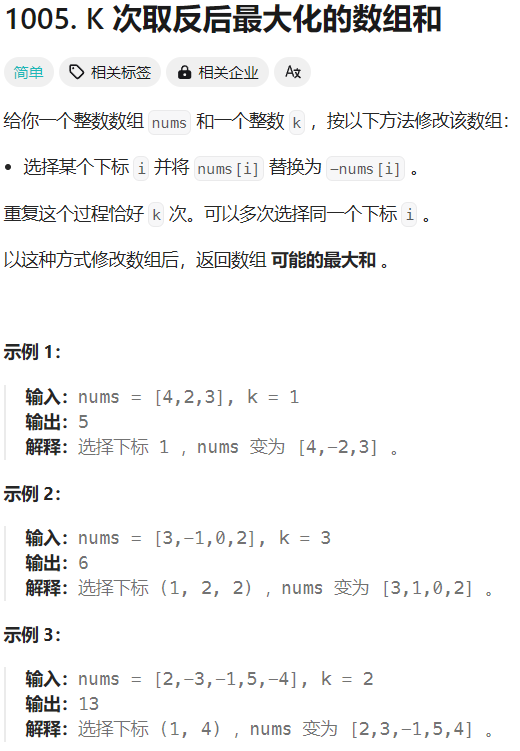 1005. K 次取反后最大化的数组和
简单 相关标签 相关企业 A文
给你一个整数数组 nums 和一个整数 k ，按以下方法修改该数组：
• 选择某个下标 i 并将 nums[i] 替换为 -nums[i] 。
重复这个过程恰好 k 次。可以多次选择同一个下标 i 。
以这种方式修改数组后，返回数组 可能的最大和 。
示例 1：
输入：nums = [4,2,3], k = 1
输出：5
解释：选择下标 1 ，nums 变为 [4,-2,3] 。
示例 2：
输入：nums = [3,-1,0,2], k = 3
输出：6
解释：选择下标 (1, 2, 2) ，nums 变为 [3,1,0,2] 。
示例 3：
输入：nums = [2,-3,-1,5,-4], k = 2
输出：13
解释：选择下标 (1, 4) ，nums 变为 [2,3,-1,5,4] 。